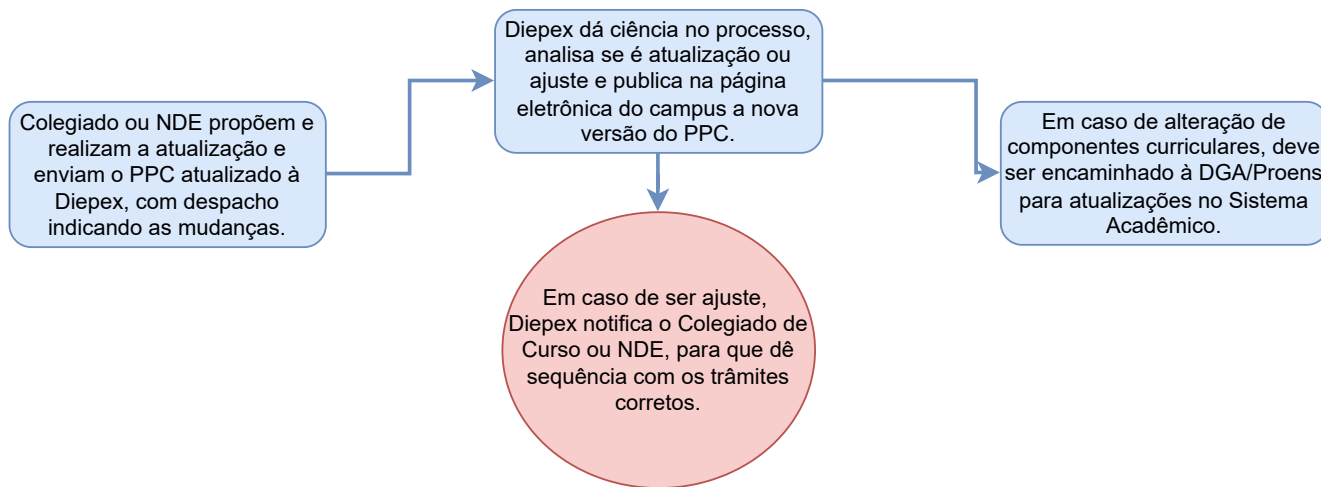 Colegiado ou NDE propõem e
realizam a atualização e
enviam o PPC atualizado à
Diepex, com despacho
indicando as mudanças.
Diepex dá ciência no processo,
analisa se é atualização ou
ajuste e publica na página
eletrônica do campus a nova
versão do PPC.
Em caso de alteração de
componentes curriculares, deve
ser encaminhado à DGA/Proens
para atualizações no Sistema
Acadêmico.
Em caso de ser ajuste,
Diepex notifica o Colegiado de
Curso ou NDE, para que dê
sequência com os trâmites
corretos.